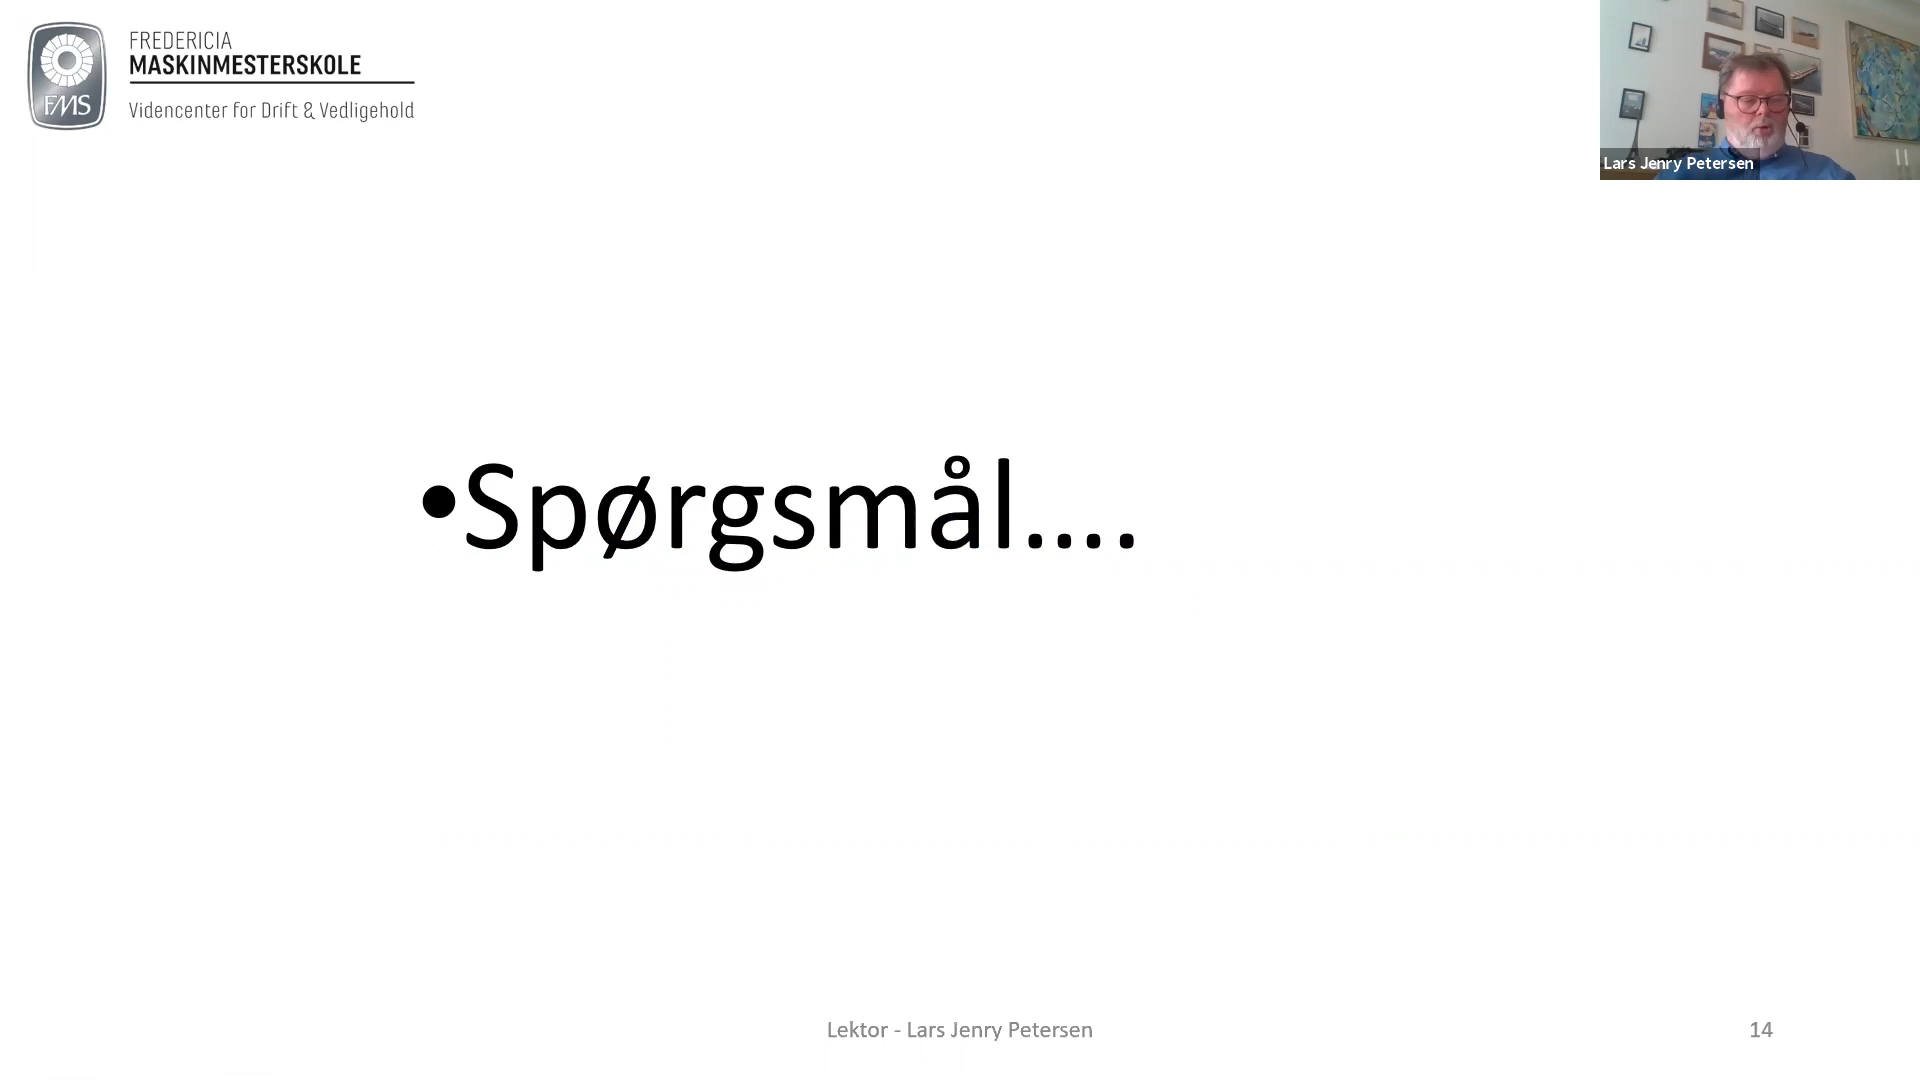 FREDERICIA
MASKINMESTERSKOLE
FMS
Videncenter for Drift & Vedligehold
Lars Jenry Petersen
•Spørgsmål....
Lektor - Lars Jenry Petersen
14